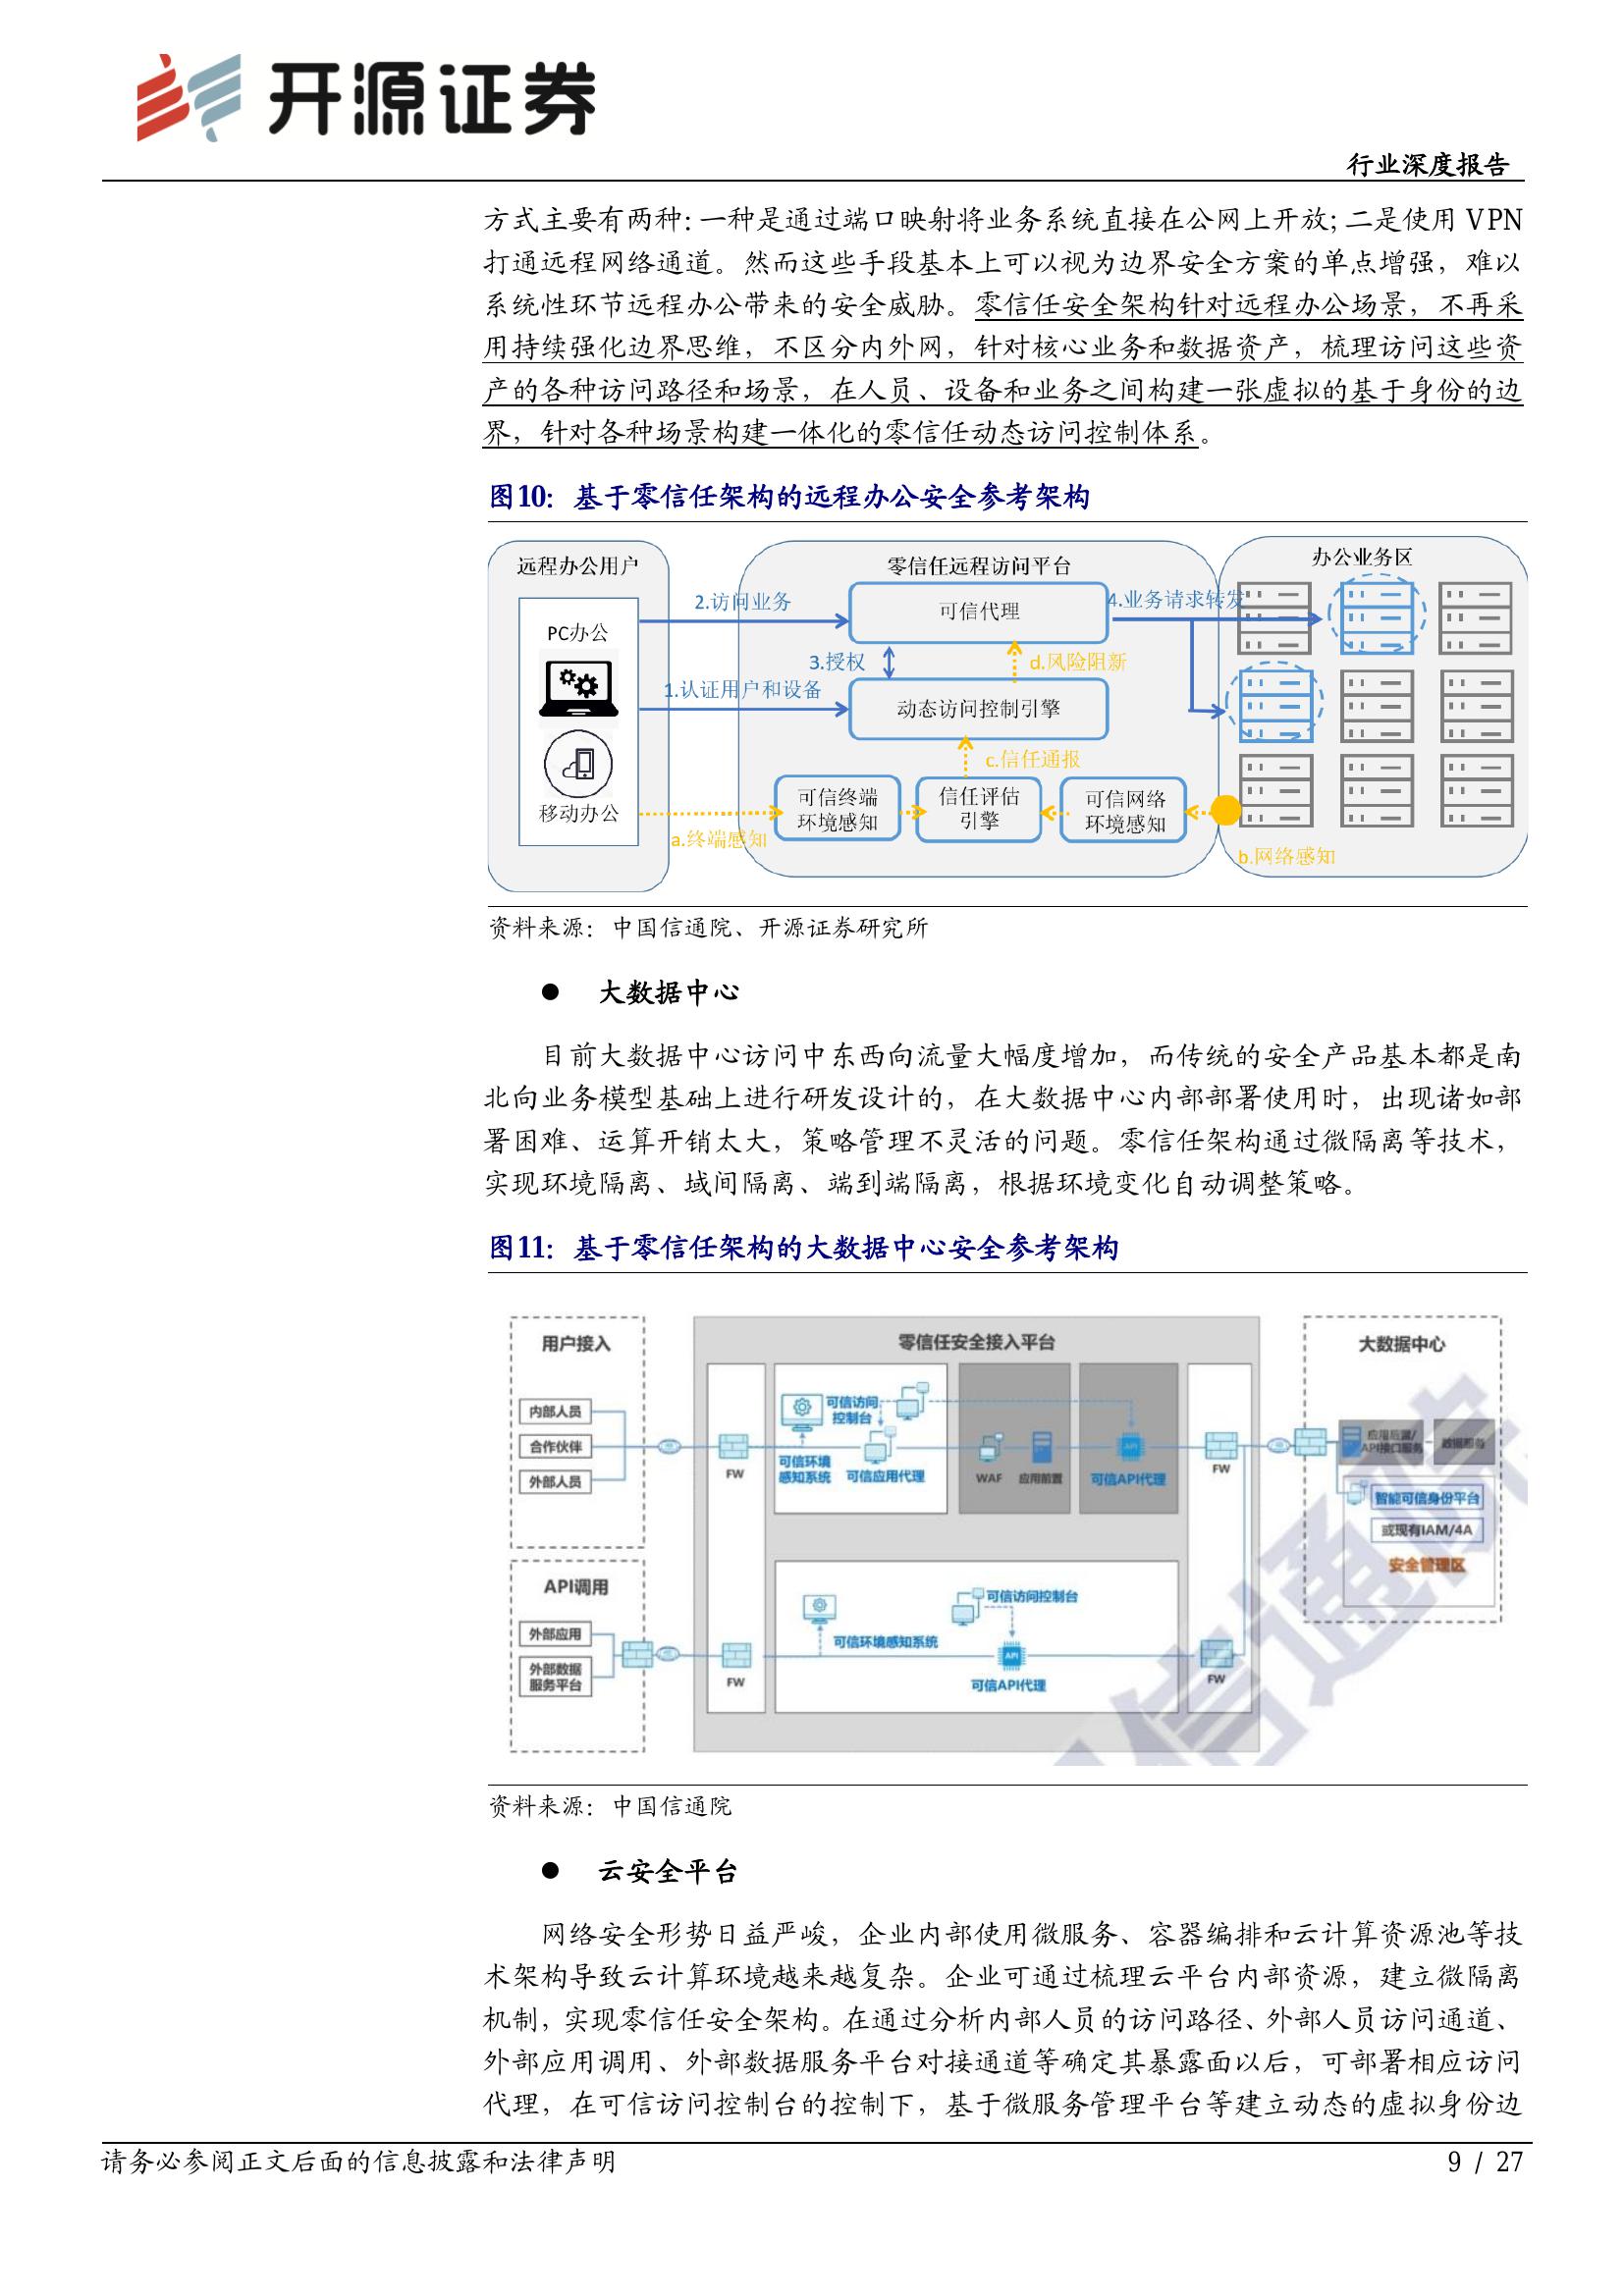 开源证券
行业深度报告
方式主要有两种：一种是通过端口映射将业务系统直接在公网上开放；二是使用 VPN
打通远程网络通道。然而这些手段基本上可以视为边界安全方案的单点增强，难以
系统性环节远程办公带来的安全威胁。零信任安全架构针对远程办公场景，不再采
用持续强化边界思维，不区分内外网，针对核心业务和数据资产，梳理访问这些资
产的各种访问路径和场景，在人员、设备和业务之间构建一张虚拟的基于身份的边
界，针对各种场景构建一体化的零信任动态访问控制体系。
图10：基于零信任架构的远程办公安全参考架构
远程办公用户
PC办公
移动办公
零信任远程访问平台
办公业务区
2.访问业务
可信代理
4.业务请求转发
3.授权
d.风险阻新
1.认证用户和设备
动态访问控制引擎
c.信任通报
可信终端
环境感知
信任评估
引擎
可信网络
环境感知
a.终端感知
b.网络感知
资料来源：中国信通院、开源证券研究所
● 大数据中心
目前大数据中心访问中东西向流量大幅度增加，而传统的安全产品基本都是南
北向业务模型基础上进行研发设计的，在大数据中心内部部署使用时，出现诸如部
署困难、运算开销太大，策略管理不灵活的问题。零信任架构通过微隔离等技术，
实现环境隔离、域间隔离、端到端隔离，根据环境变化自动调整策略。
图11：基于零信任架构的大数据中心安全参考架构
用户接入
内部人员
合作伙伴
外部人员
API调用
外部应用
外部数据
服务平台
零信任安全接入平台
FW
可信访问
控制台
可信环境
感知系统
可信应用代理
WAF
应用前置
API
可信API代理
FW
FW
可信环境感知系统
可信访问控制台
API
可信API代理
FW
大数据中心
应用后置/
API接口服务
数据服务
智能可信身份平台
或现有IAM/4A
安全管理区
信通院
资料来源：中国信通院
● 云安全平台
网络安全形势日益严峻，企业内部使用微服务、容器编排和云计算资源池等技
术架构导致云计算环境越来越复杂。企业可通过梳理云平台内部资源，建立微隔离
机制，实现零信任安全架构。在通过分析内部人员的访问路径、外部人员访问通道、
外部应用调用、外部数据服务平台对接通道等确定其暴露面以后，可部署相应访问
代理，在可信访问控制台的控制下，基于微服务管理平台等建立动态的虚拟身份边
请务必参阅正文后面的信息披露和法律声明
9 / 27